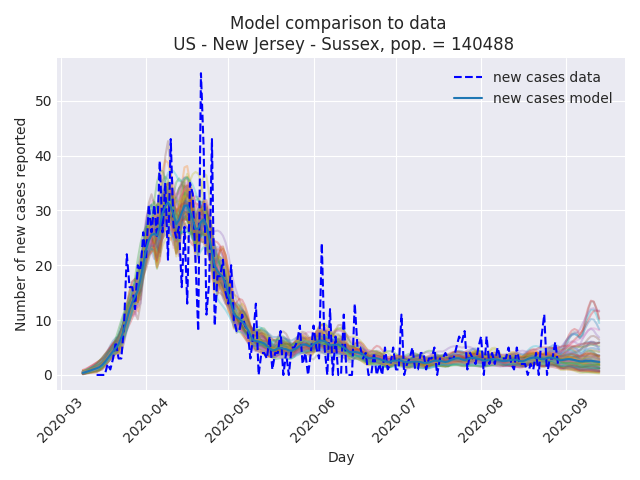 Model comparison to data
US - New Jersey - Sussex, pop. = 140488
new cases data
new cases model
Number of new cases reported
50
40
30
20
10
0
2020-03
2020-04
2020-05
2020-06
2020-07
2020-08
2020-09
Day